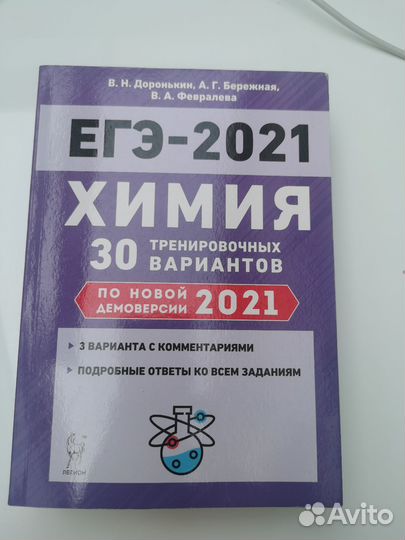 В. Н. Доронькин, А. Г. Бережная,
В. А. Февралева
ЕГЭ-2021
ХИМИЯ
30 ТРЕНИРОВОЧНЫХ
ВАРИАНТОВ
ПО НОВОЙ
ДЕМОВЕРСИИ 2021
3 ВАРИАНТА С КОММЕНТАРИЯМИ
ПОДРОБНЫЕ ОТВЕТЫ КО ВСЕМ ЗАДАНИЯМ
ЛЕГИОН
Avito